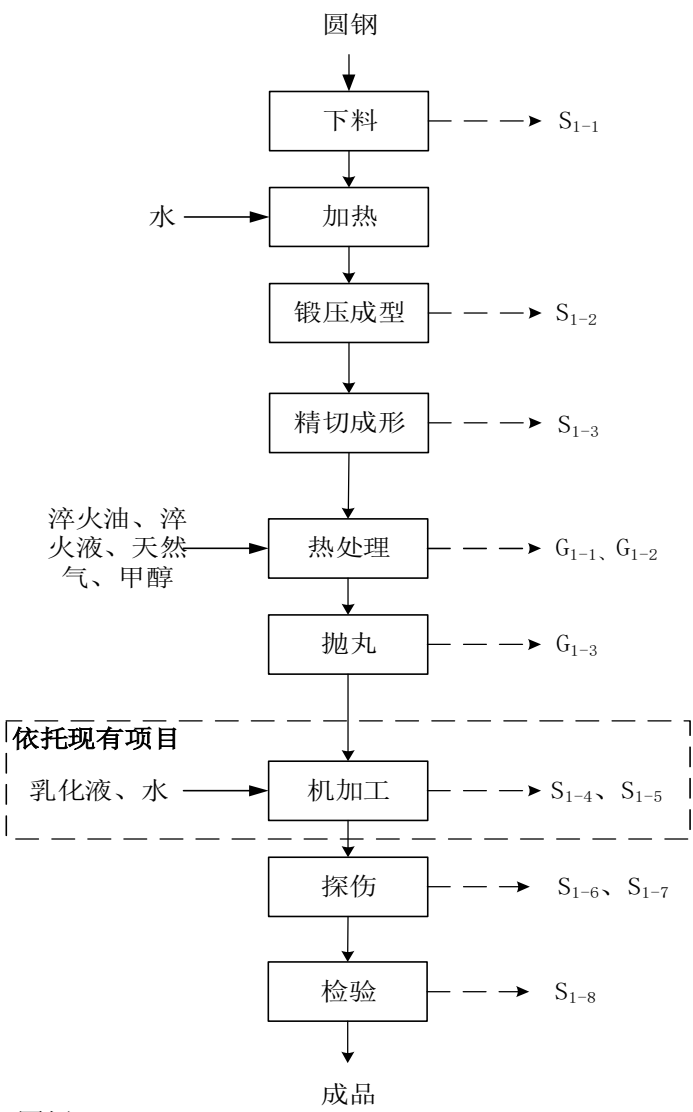 圆钢
下料 S1-1
水 加热
锻压成型 S1-2
精切成形 S1-3
淬火油、淬
火液、天然
气、甲醇
热处理 G1-1、G1-2
抛丸 G1-3
依托现有项目
乳化液、水 机加工 S1-4、S1-5
探伤 S1-6、S1-7
检验 S1-8
成品